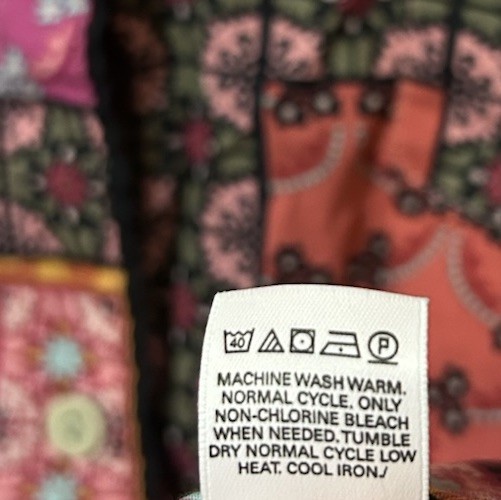 40 P
MACHINE WASH WARM.
NORMAL CYCLE. ONLY
NON-CHLORINE BLEACH
WHEN NEEDED. TUMBLE
DRY NORMAL CYCLE LOW
HEAT. COOL IRON./